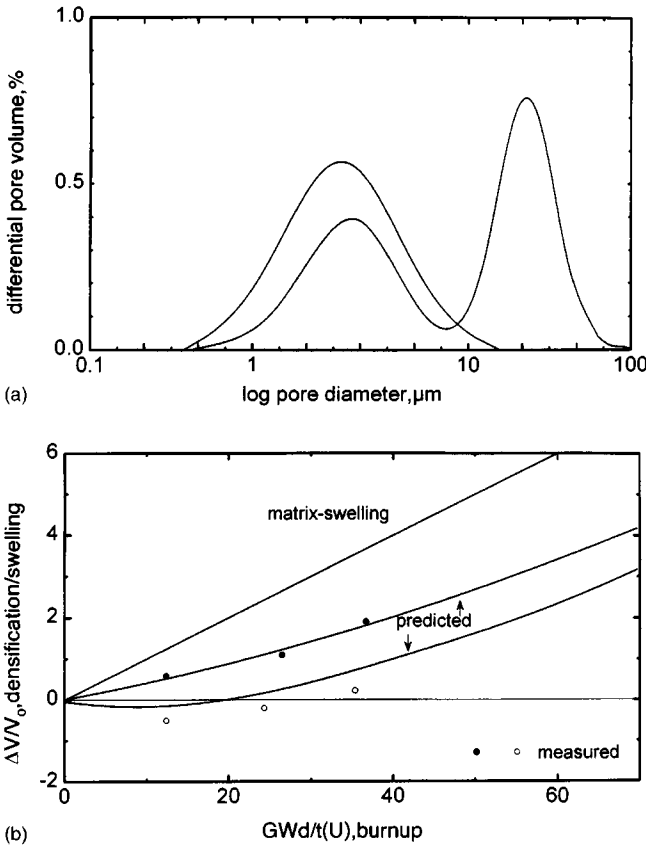 1.0
0.5
0.0
differential pore volume,%
0.1
1
10
100
log pore diameter,µm
(a)
6
4
2
0
-2
ΔV/Vo,densification/swelling
matrix-swelling
predicted
measured
0
20
40
60
GWd/t(U),burnup
(b)